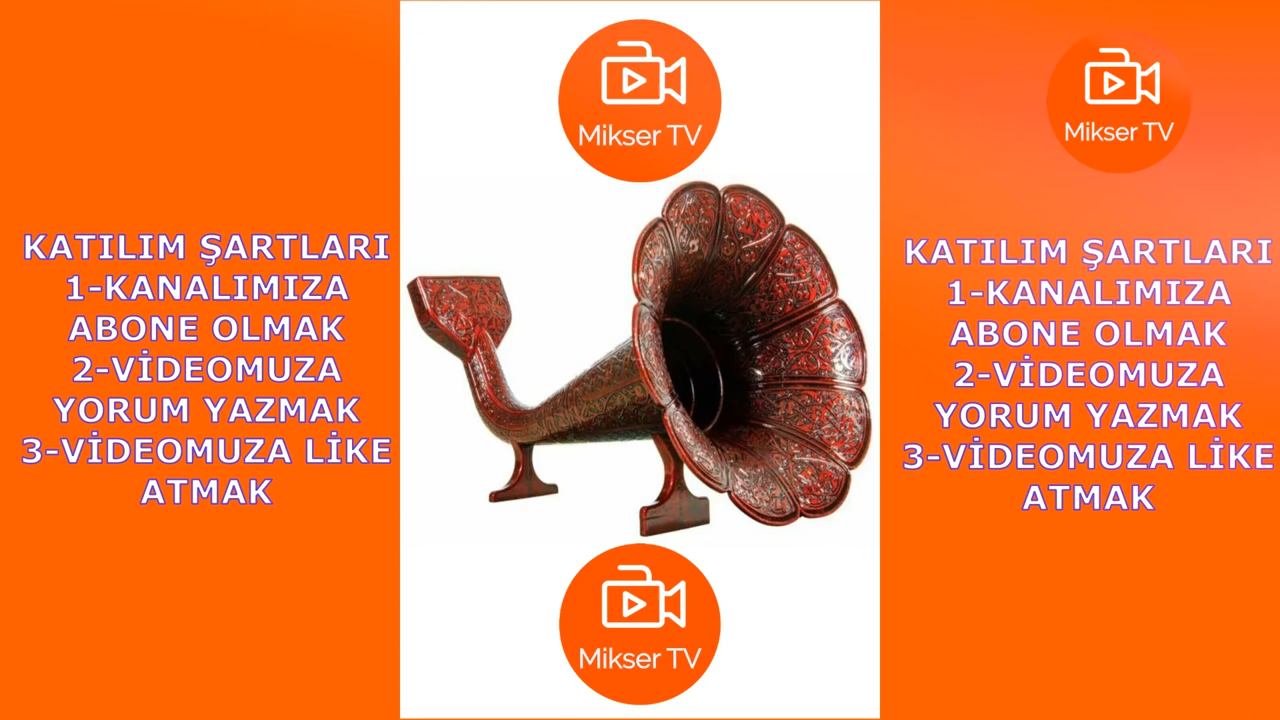 KATILIM ŞARTLARI
1-KANALIMIZA
ABONE OLMAK
2-VİDEOMUZA
YORUM YAZMAK
3-VİDEOMUZA LİKE
ATMAK
Mikser TV
Mikser TV
Mikser TV
KATILIM ŞARTLARI
1-KANALIMIZA
ABONE OLMAK
2-VİDEOMUZA
YORUM YAZMAK
3-VİDEOMUZA LİKE
ATMAK